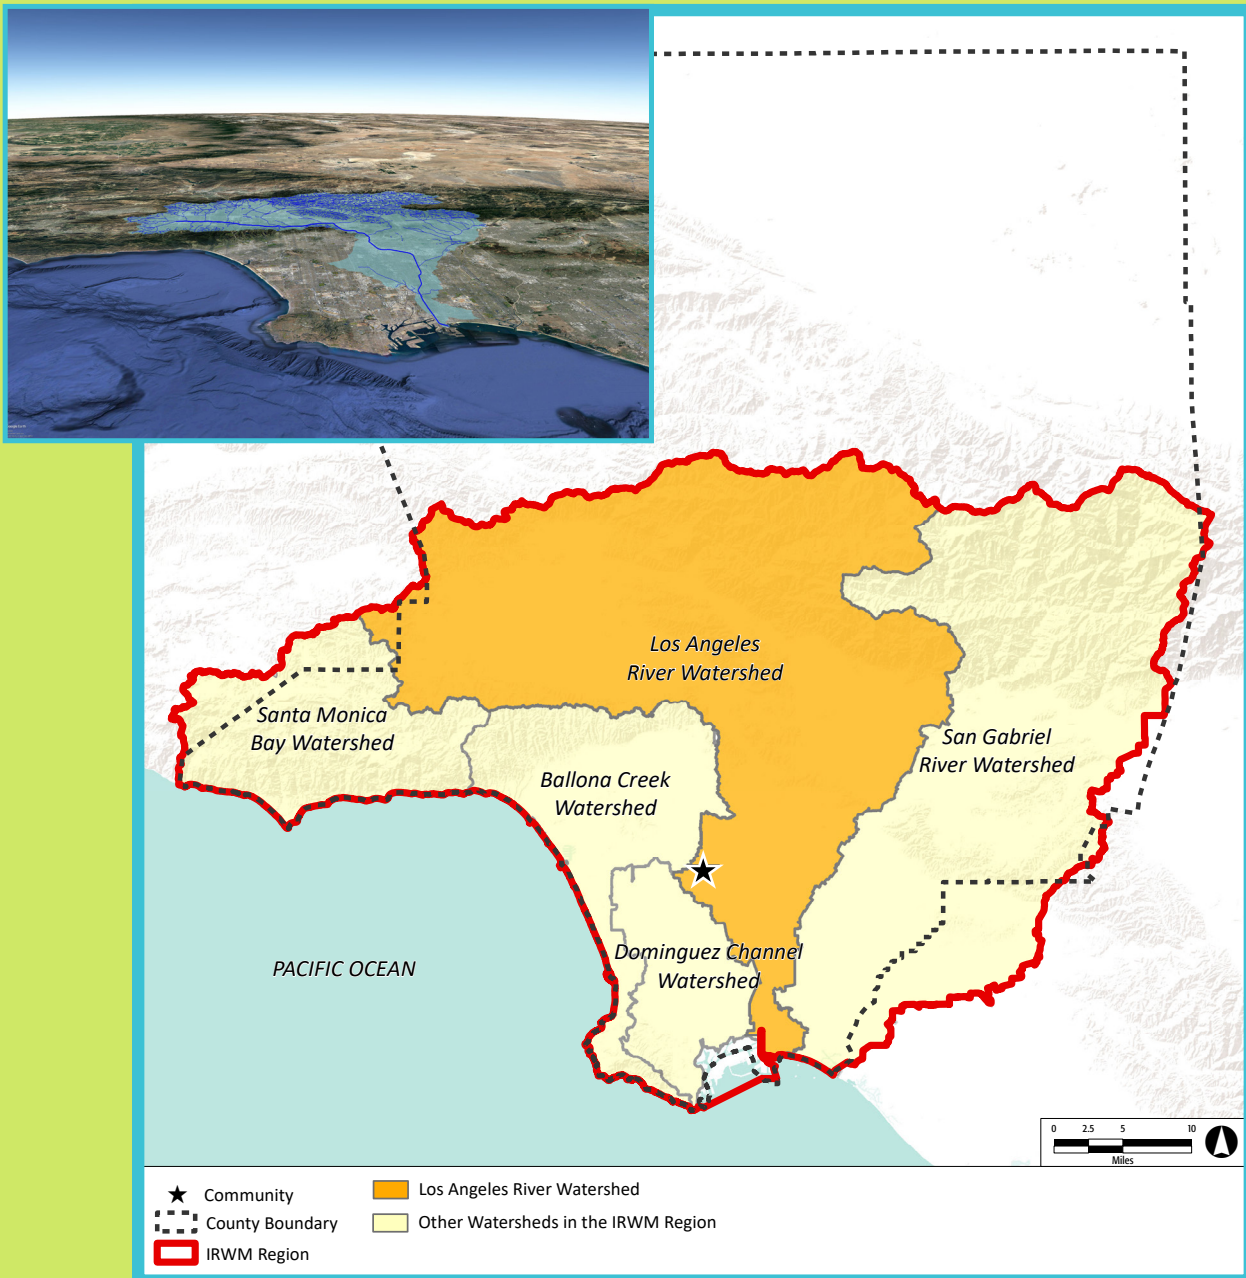 Los Angeles
River Watershed
Santa Monica
Bay Watershed
San Gabriel
River Watershed
Ballona Creek
Watershed
Dominguez Channel
Watershed
PACIFIC OCEAN
0 2.5 5 10
Miles
Community
County Boundary
IRWM Region
Los Angeles River Watershed
Other Watersheds in the IRWM Region